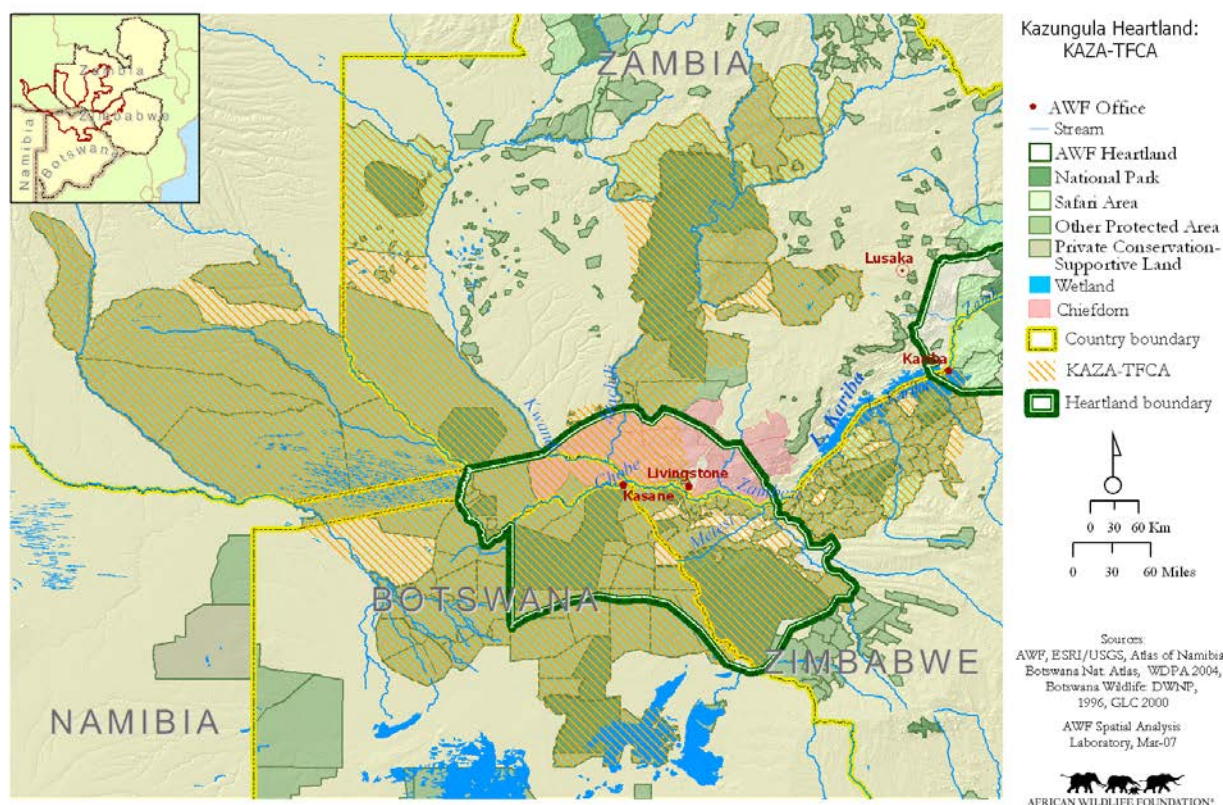 Kazungula Heartland:
KAZA-TFCA
AWF Office
Stream
AWF Heartland
National Park
Safari Area
Other Protected Area
Private Conservation-
Supportive Land
Wetland
Chiefdom
Country boundary
KAZA-TFCA
Heartland boundary
0 30 60 Km
0 30 60 Miles
Sources:
AWF, ESRI/USGS, Atlas of Namibia
Botswana Nat. Atlas, WDPA 2004,
Botswana Wildlife: DWNP,
1996, GLC 2000
AWF Spatial Analysis
Laboratory, Mar-07
AFRICAN WILDLIFE FOUNDATION®
Zambia
Zimbabwe
Namibia
Botswana
ZAMBIA
Lusaka
Kariba
L. Kariba
Kwando
Chobe
Livingstone
Kasane
BOTSWANA
ZIMBABWE
NAMIBIA